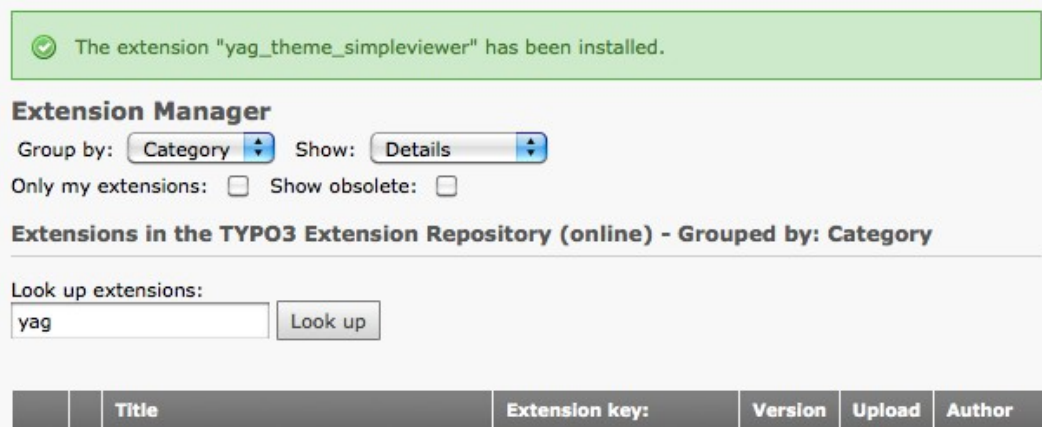 The extension "yag_theme_simpleviewer" has been installed.
Extension Manager
Group by: Category Show: Details
Only my extensions: Show obsolete:
Extensions in the TYPO3 Extension Repository (online) - Grouped by: Category
Look up extensions:
yag Look up
Title Extension key: Version Upload Author